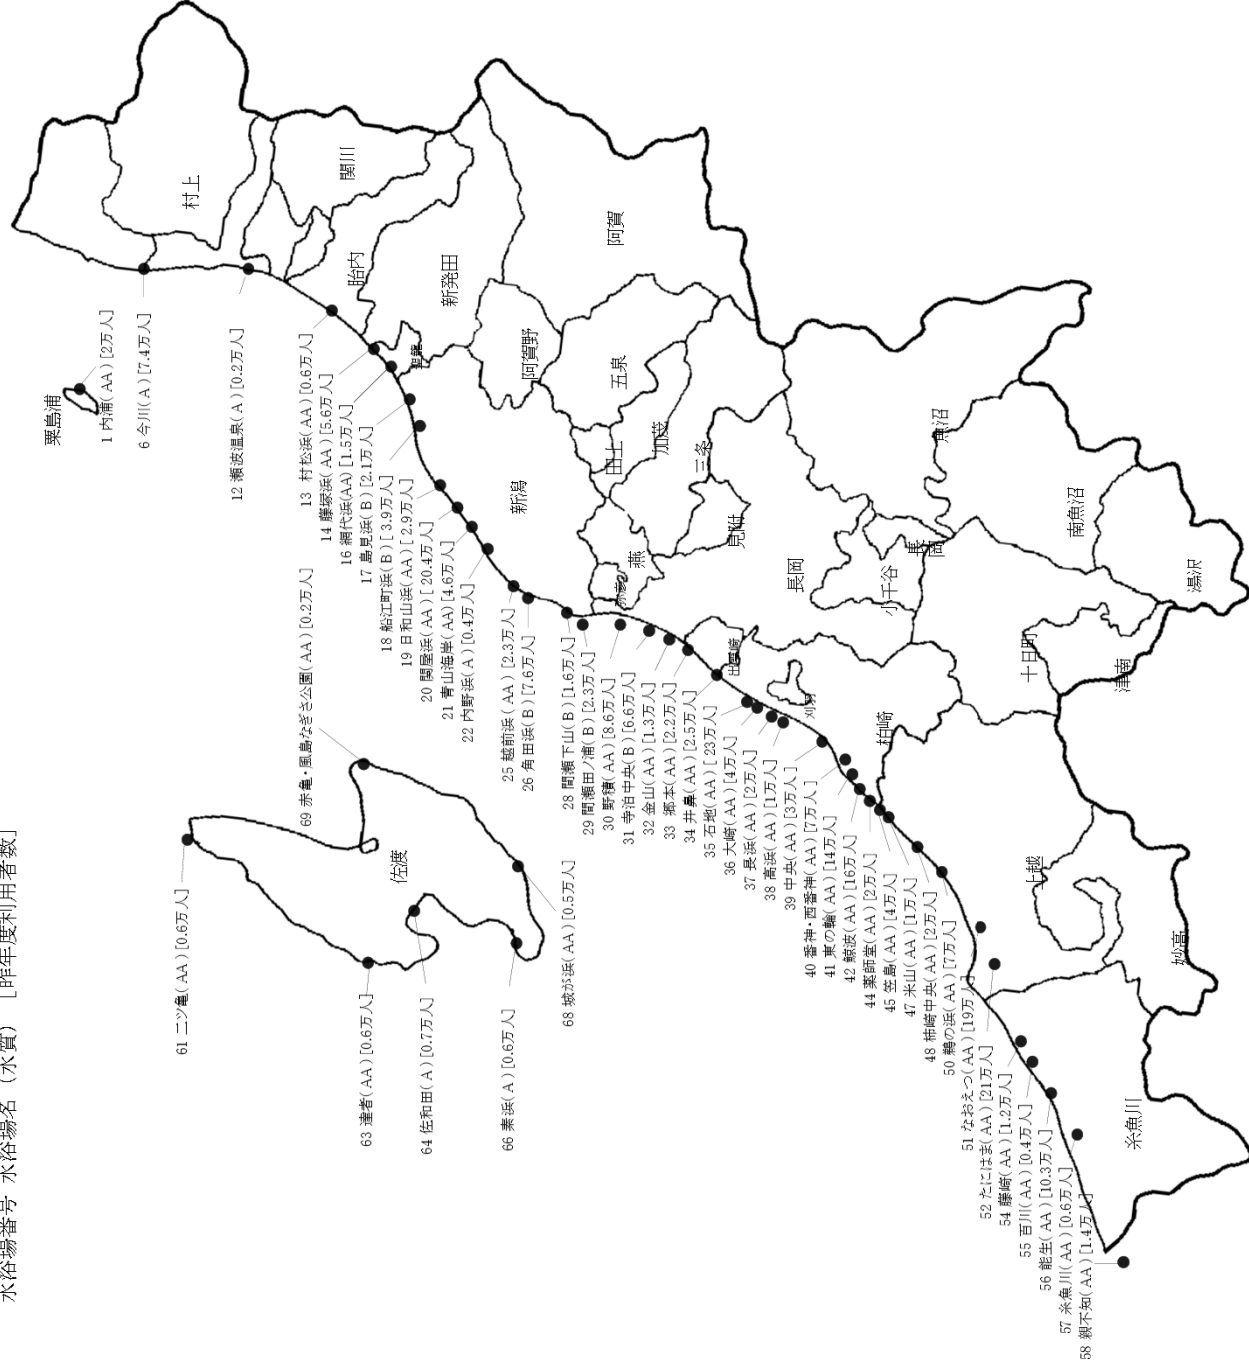 水浴場番号 水浴場名（水質） ［昨年度利用者数］
粟島浦
1 内浦(AA)[2万人]
6 今川(A)[7.4万人]
12 瀬波温泉(A)[0.2万人]
13 村松浜(AA)[0.6万人]
14 藤塚浜(AA)[5.6万人]
16 網代浜(AA)[1.5万人]
17 島見浜(B)[2.1万人]
18 船江町浜(B)[3.9万人]
19 日和山浜(AA)[2.9万人]
20 関屋浜(AA)[20.4万人]
21 青山海岸(AA)[4.6万人]
22 内野浜(A)[0.4万人]
25 越前浜(AA)[2.3万人]
26 角田浜(B)[7.6万人]
28 間瀬下山(B)[1.6万人]
29 間瀬田ノ浦(B)[2.3万人]
30 野積(AA)[8.6万人]
31 寺泊中央(B)[6.8万人]
32 金山(AA)[1.3万人]
33 郷本(AA)[2.2万人]
34 井鼻(AA)[2.5万人]
35 石地(AA)[23万人]
36 大崎(AA)[4万人]
37 長浜(AA)[2万人]
38 高浜(AA)[1万人]
39 中央(AA)[3万人]
40 番神・西番神(AA)[7万人]
41 東の輪(AA)[14万人]
42 鯨波(AA)[16万人]
44 薬師堂(AA)[2万人]
45 笠島(AA)[4万人]
47 米山(AA)[1万人]
48 柿崎中央(AA)[2万人]
50 鵜の浜(AA)[7万人]
51 なおえつ(AA)[19万人]
52 たにはま(AA)[21万人]
54 藤崎(AA)[1.2万人]
55 百川(AA)[0.4万人]
56 能生(AA)[10.3万人]
57 糸魚川(AA)[0.6万人]
58 親不知(AA)[1.4万人]
61 二ツ亀(AA)[0.6万人]
63 達者(AA)[0.6万人]
64 佐和田(A)[0.7万人]
66 素浜(A)[0.6万人]
68 城が浜(AA)[0.5万人]
69 赤亀・風島なぎさ公園(AA)[0.2万人]
佐渡
村上
関川
胎内
新発田
聖籠
阿賀
阿賀野
新潟
五泉
田上
加茂
三条
燕
弥彦
見附
長岡
出雲崎
刈羽
柏崎
小千谷
長岡
魚沼
南魚沼
湯沢
十日町
津南
上越
妙高
糸魚川